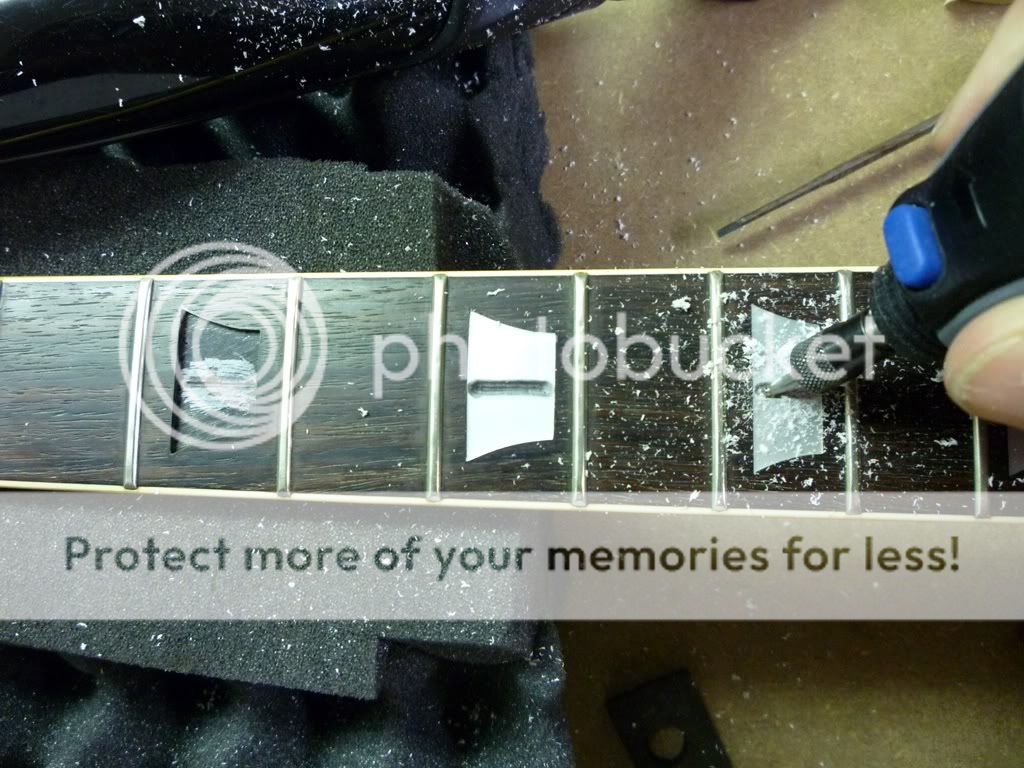 photobucket
Protect more of your memories for less!